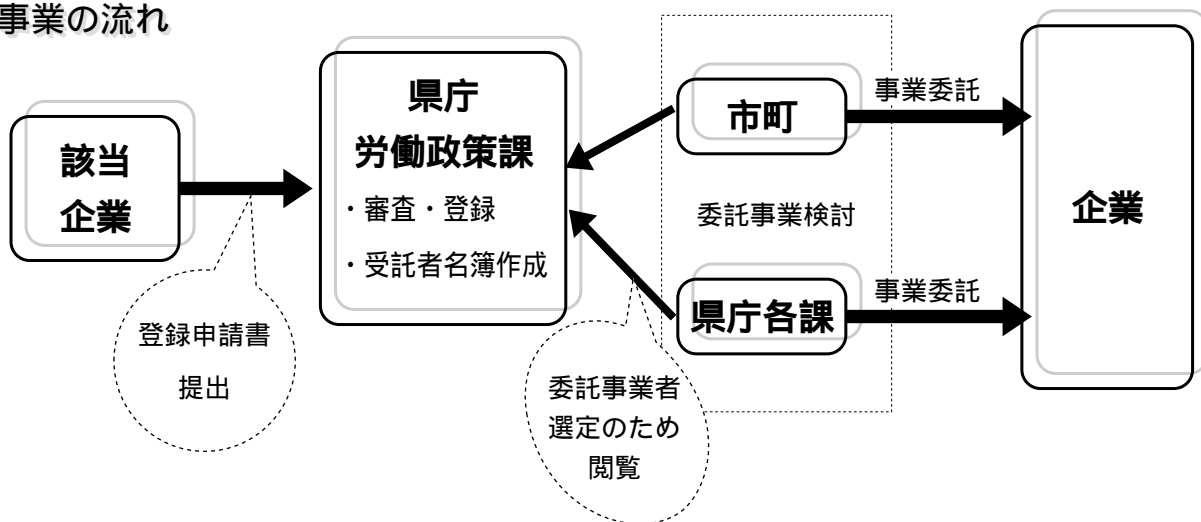 事業の流れ
該当
企業
登録申請書
提出
県庁
労働政策課
・審査・登録
・受託者名簿作成
委託事業者
選定のため
閲覧
市町
委託事業検討
県庁各課
事業委託
事業委託
企業